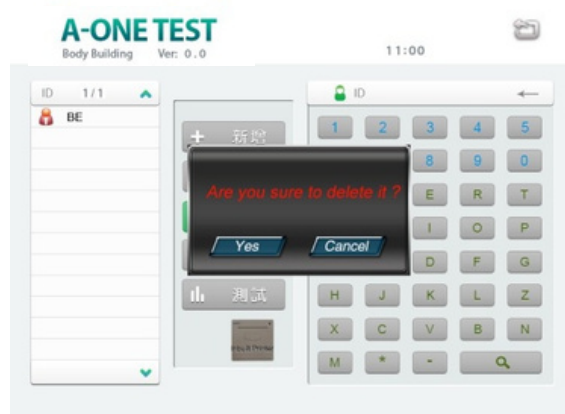 A-ONE TEST
Body Building Ver: 0.0
11:00
ID 1/1
BE
ID
1 2 3 4 5
新增
8 9 0
Are you sure to delete it ?
E R T
I O P
Yes Cancel
D F G
測試
H J K L Z
X C V B N
M * -